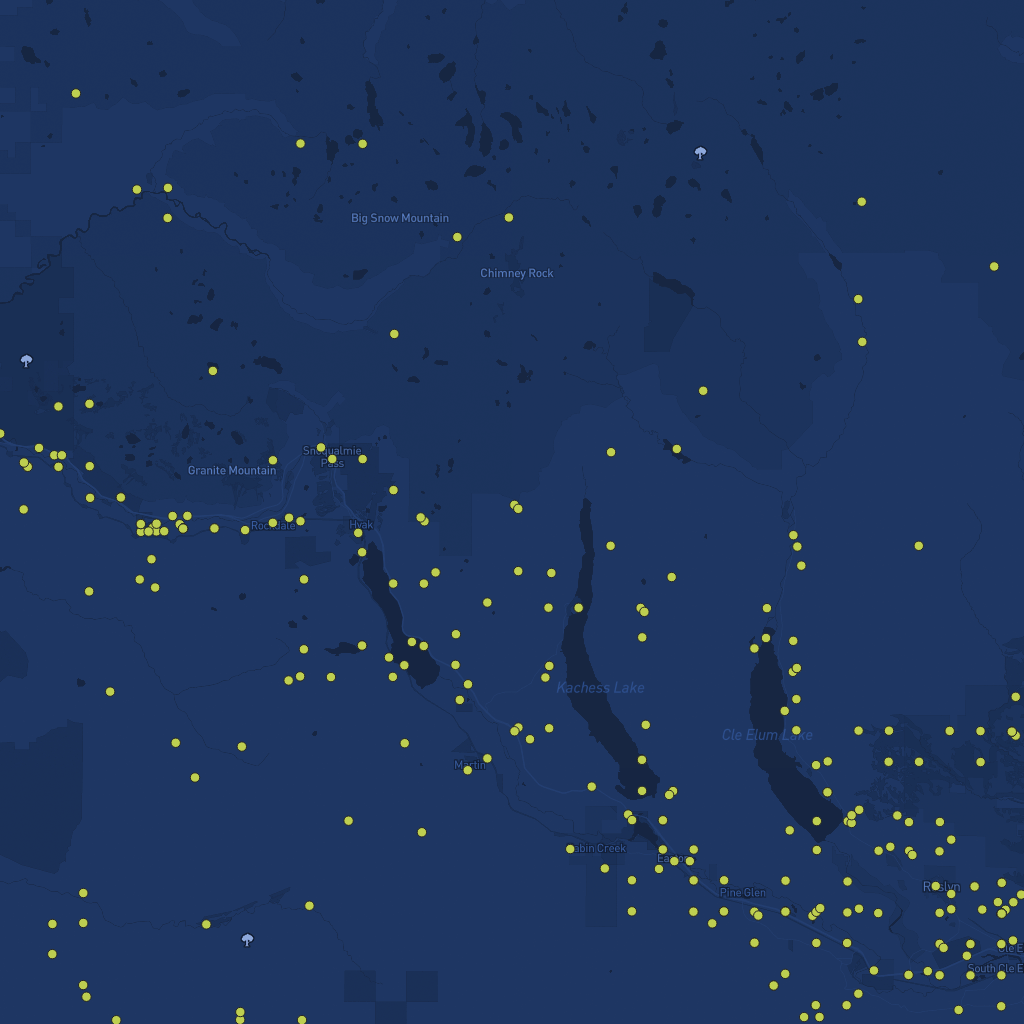 Big Snow Mountain
Chimney Rock
Snoqualmie
Pass
Granite Mountain
Rockdale
Hyak
Kachess Lake
Cle Elum Lake
Martin
Cabin Creek
Easton
Pine Glen
Roslyn
Cle E
South Cle E